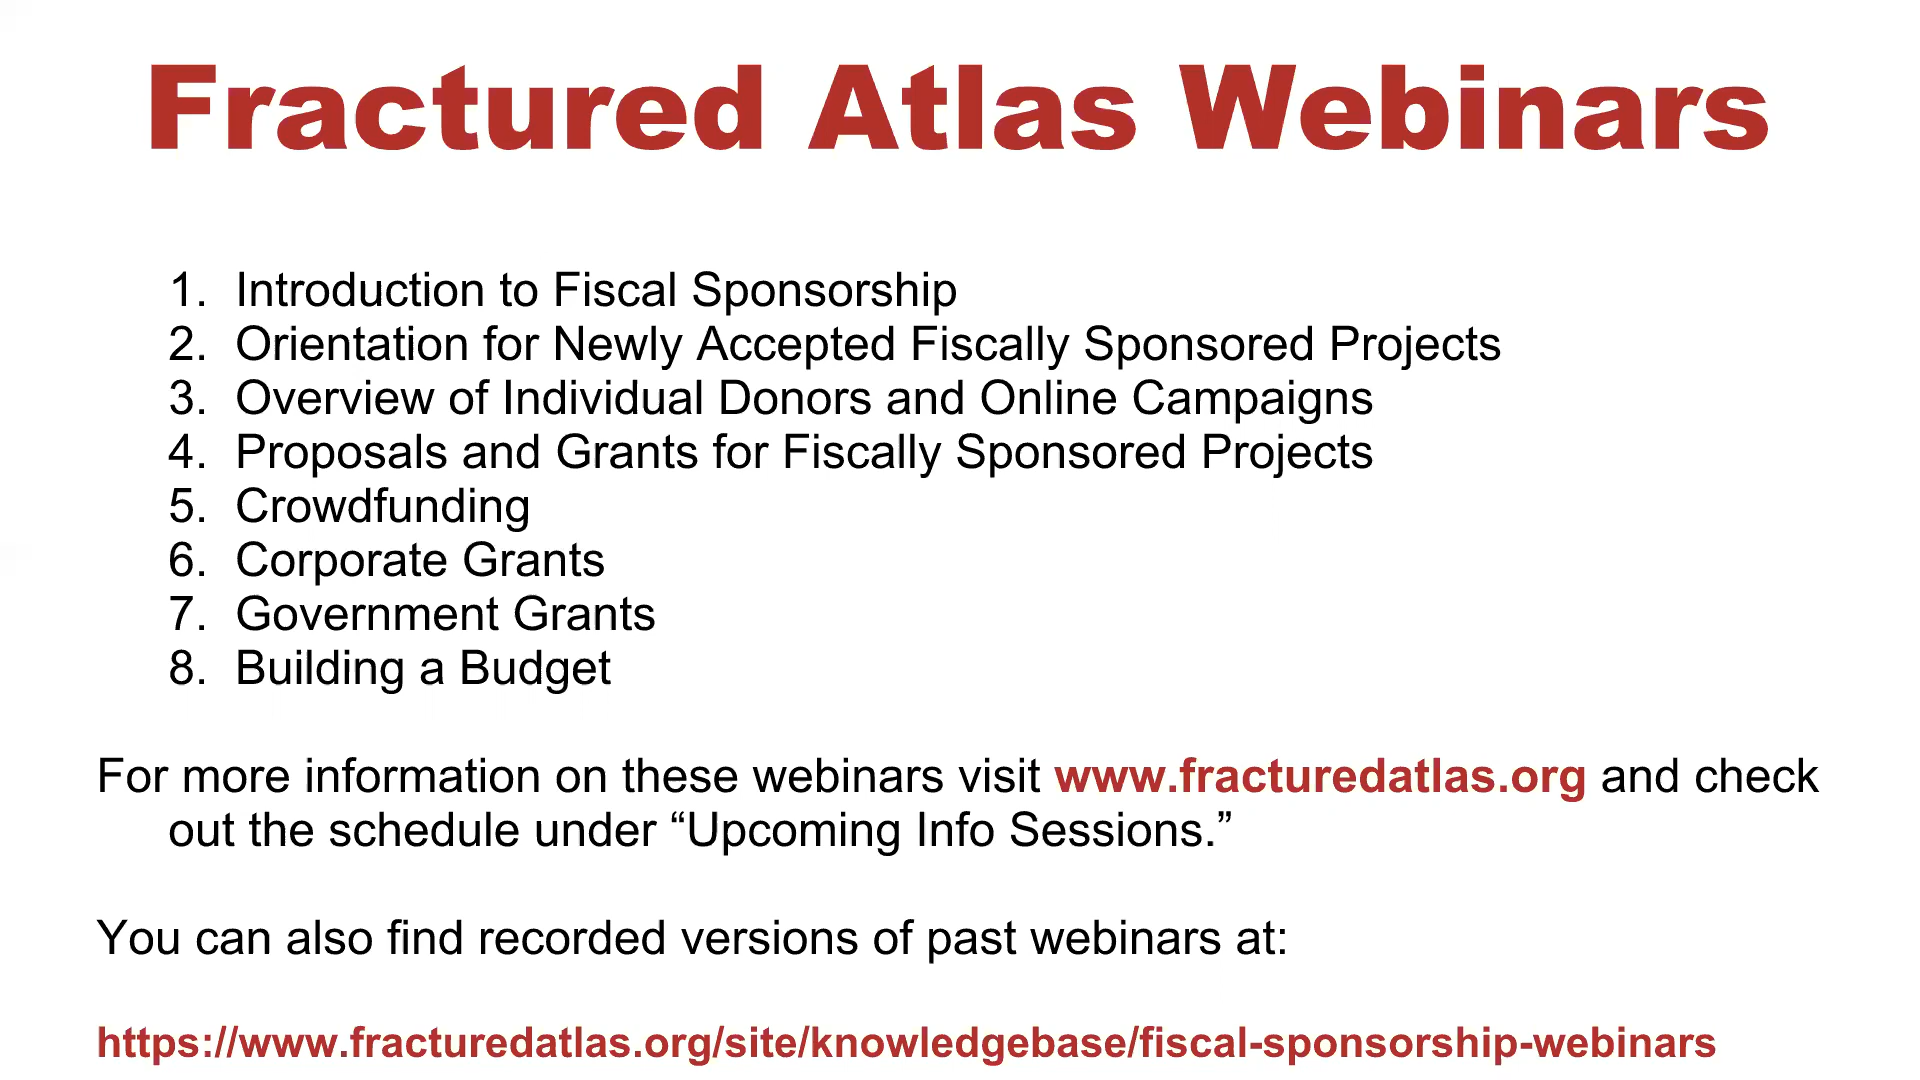 Fractured Atlas Webinars
1. Introduction to Fiscal Sponsorship
2. Orientation for Newly Accepted Fiscally Sponsored Projects
3. Overview of Individual Donors and Online Campaigns
4. Proposals and Grants for Fiscally Sponsored Projects
5. Crowdfunding
6. Corporate Grants
7. Government Grants
8. Building a Budget
For more information on these webinars visit www.fracturedatlas.org and check
out the schedule under “Upcoming Info Sessions.”
You can also find recorded versions of past webinars at:
https://www.fracturedatlas.org/site/knowledgebase/fiscal-sponsorship-webinars